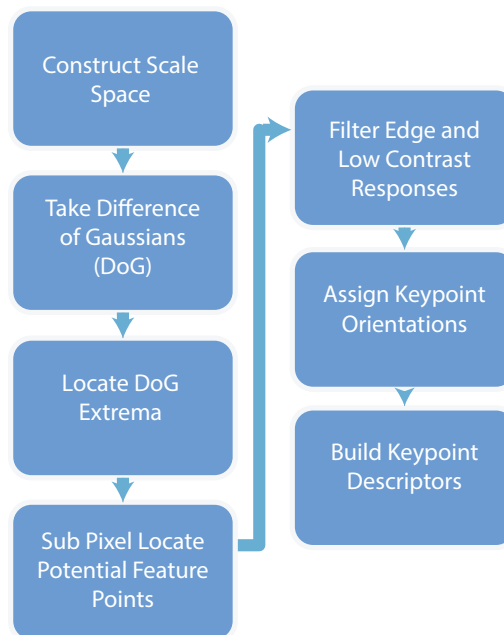 Construct Scale
Space
Take Difference
of Gaussians
(DoG)
Locate DoG
Extrema
Sub Pixel Locate
Potential Feature
Points
Filter Edge and
Low Contrast
Responses
Assign Keypoint
Orientations
Build Keypoint
Descriptors